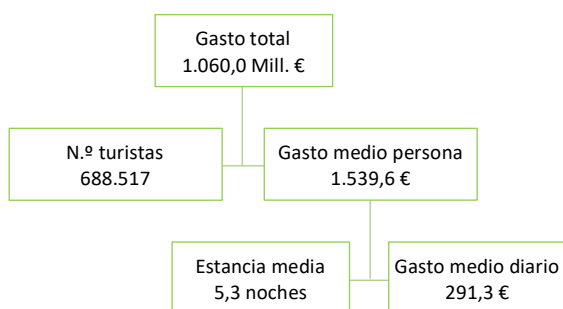 Gasto total
1.060,0 Mill. €
N.º turistas
688.517
Gasto medio persona
1.539,6 €
Estancia media
5,3 noches
Gasto medio diario
291,3 €